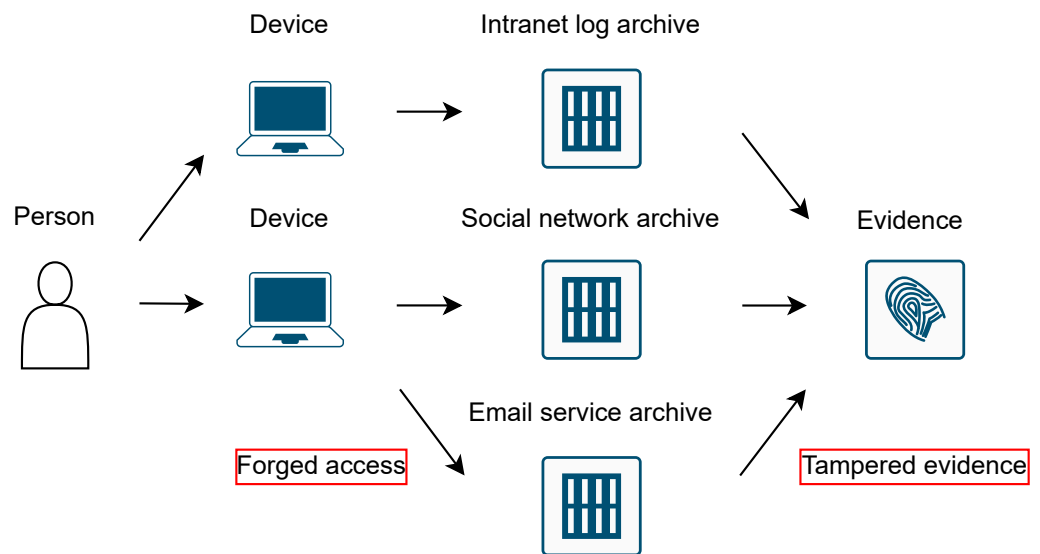 Device
Intranet log archive
Person
Device
Social network archive
Evidence
Email service archive
Forged access
Tampered evidence